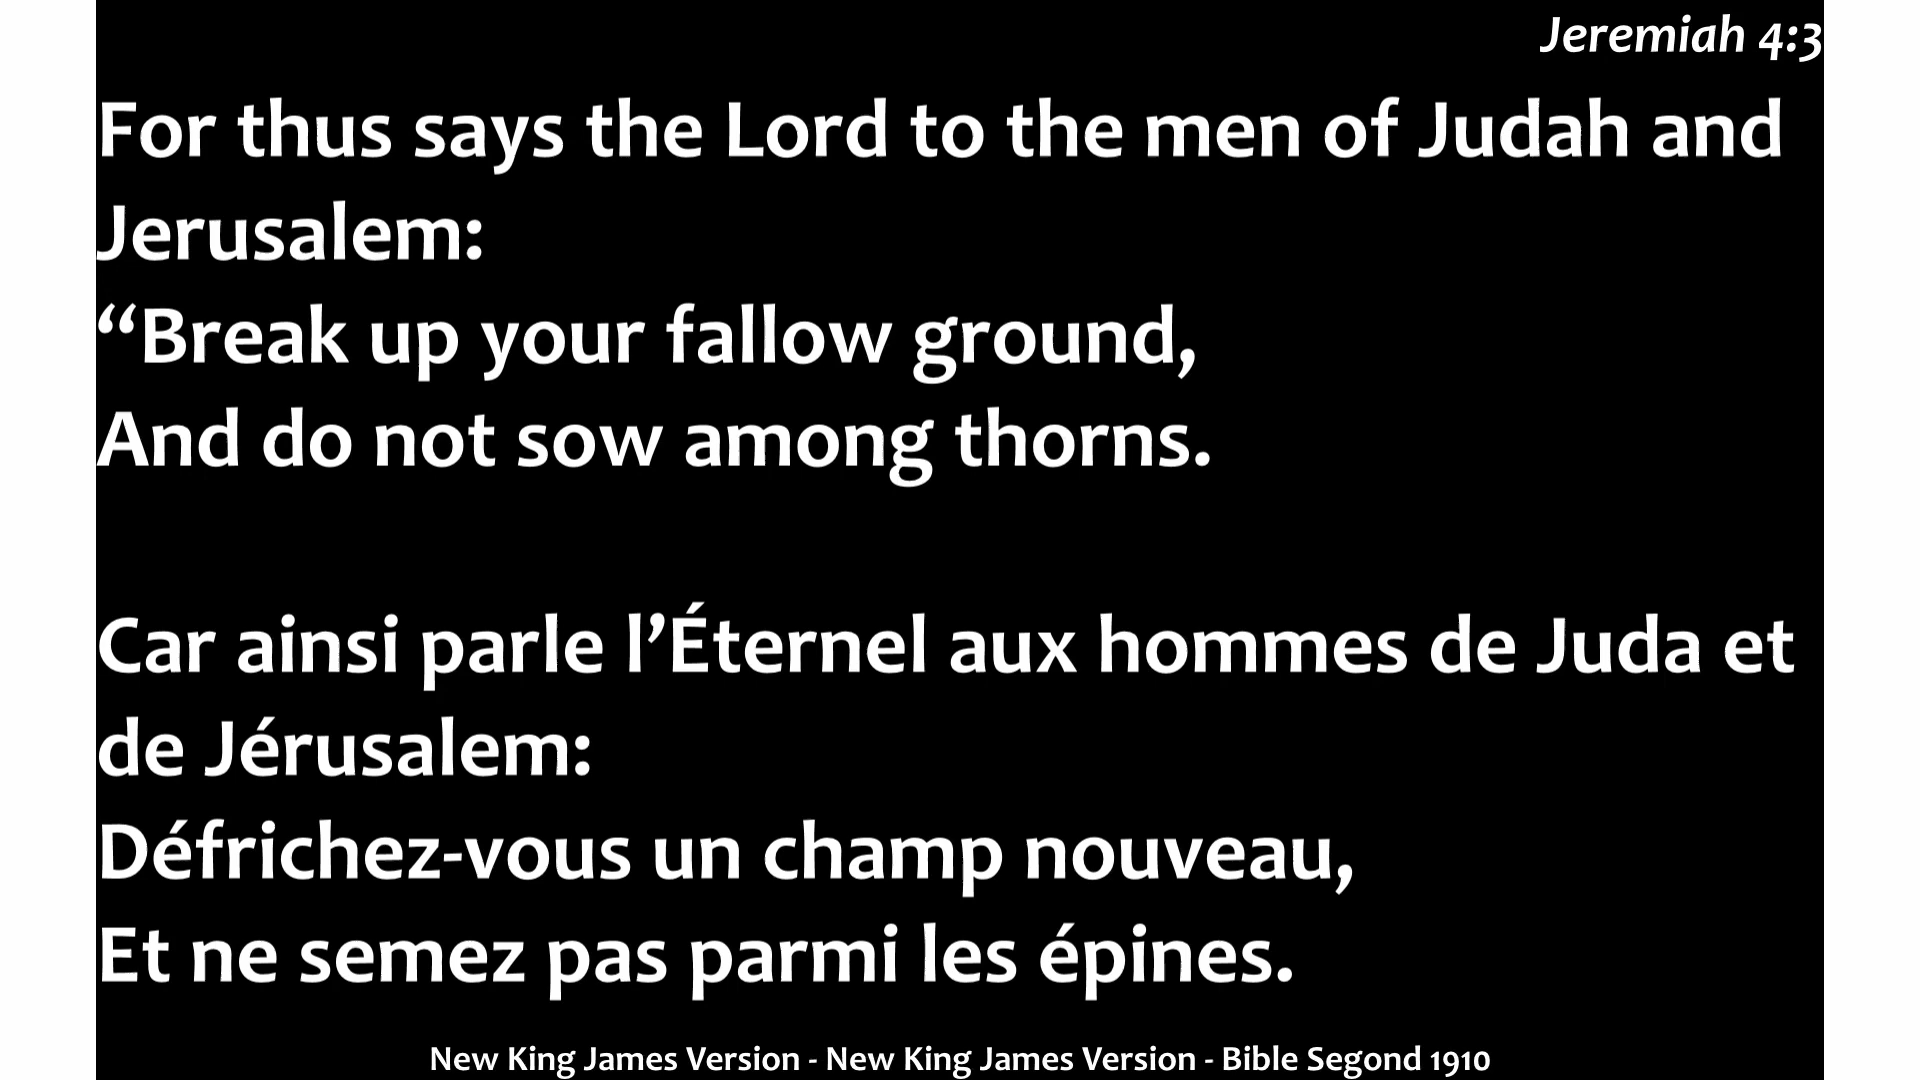 Jeremiah 4:3
For thus says the Lord to the men of Judah and
Jerusalem:
“Break up your fallow ground,
And do not sow among thorns.
Car ainsi parle l’Éternel aux hommes de Juda et
de Jérusalem:
Défrichez-vous un champ nouveau,
Et ne semez pas parmi les épines.
New King James Version - New King James Version - Bible Segond 1910